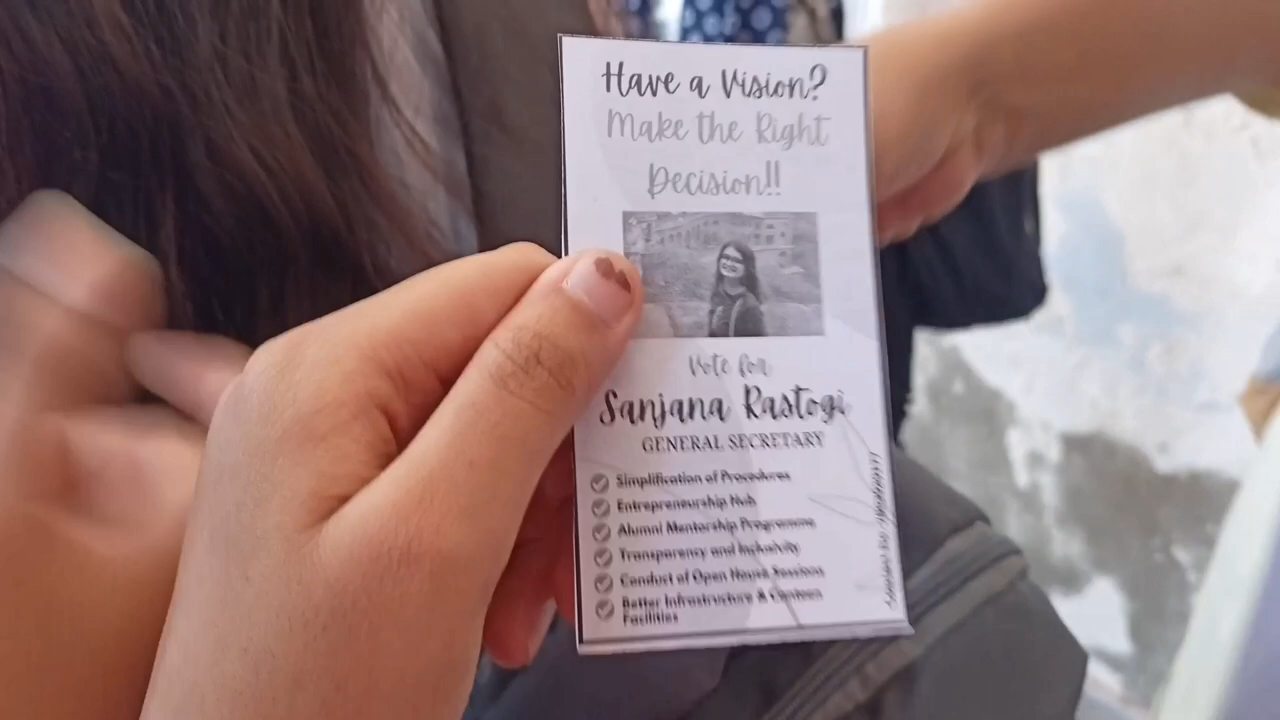 Have a Vision?
Make the Right
Decision!!
Vote for
Sanjana Rastogi
GENERAL SECRETARY
Simplification of Procedures
Entrepreneurship Hub
Alumni Mentorship Programme
Transparency and Inclusivity
Conduct of Open House Sessions
Better Infrastructure & Canteen
Facilities